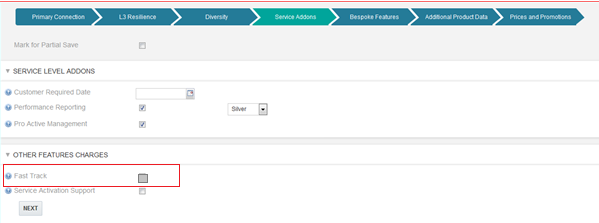 Primary Connection
L3 Resilience
Diversity
Service Addons
Bespoke Features
Additional Product Data
Prices and Promotions
Mark for Partial Save
SERVICE LEVEL ADDONS
Customer Required Date
Performance Reporting
Silver
Pro Active Management
OTHER FEATURES CHARGES
Fast Track
Service Activation Support
NEXT